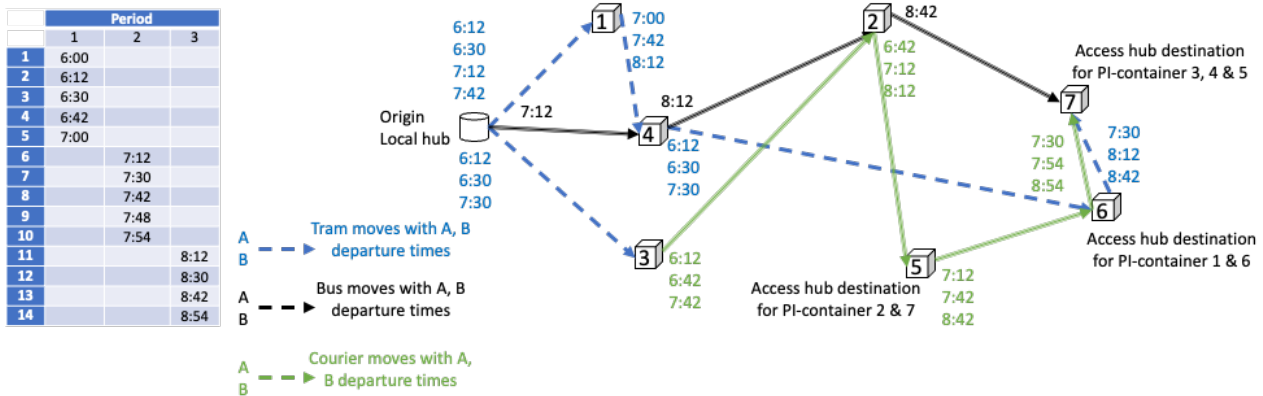 Period
1 2 3
1 6:00
2 6:12
3 6:30
4 6:42
5 7:00
6 7:12
7 7:30
8 7:42
9 7:48
10 7:54
11 8:12
12 8:30
13 8:42
14 8:54
A
B
Tram moves with A, B
departure times
A
B
Bus moves with A, B
departure times
A
B
Courier moves with A,
B departure times
6:12
6:30
7:12
7:42
Origin
Local hub
7:12
6:12
6:30
7:30
1
7:00
7:42
8:12
4
8:12
6:12
6:30
7:30
3
6:12
6:42
7:42
2
8:42
6:42
7:12
8:12
5
Access hub destination
for PI-container 2 & 7
7:12
7:42
8:42
Access hub destination
for PI-container 3, 4 & 5
7
7:30
7:54
8:54
7:30
8:12
8:42
6
Access hub destination
for PI-container 1 & 6